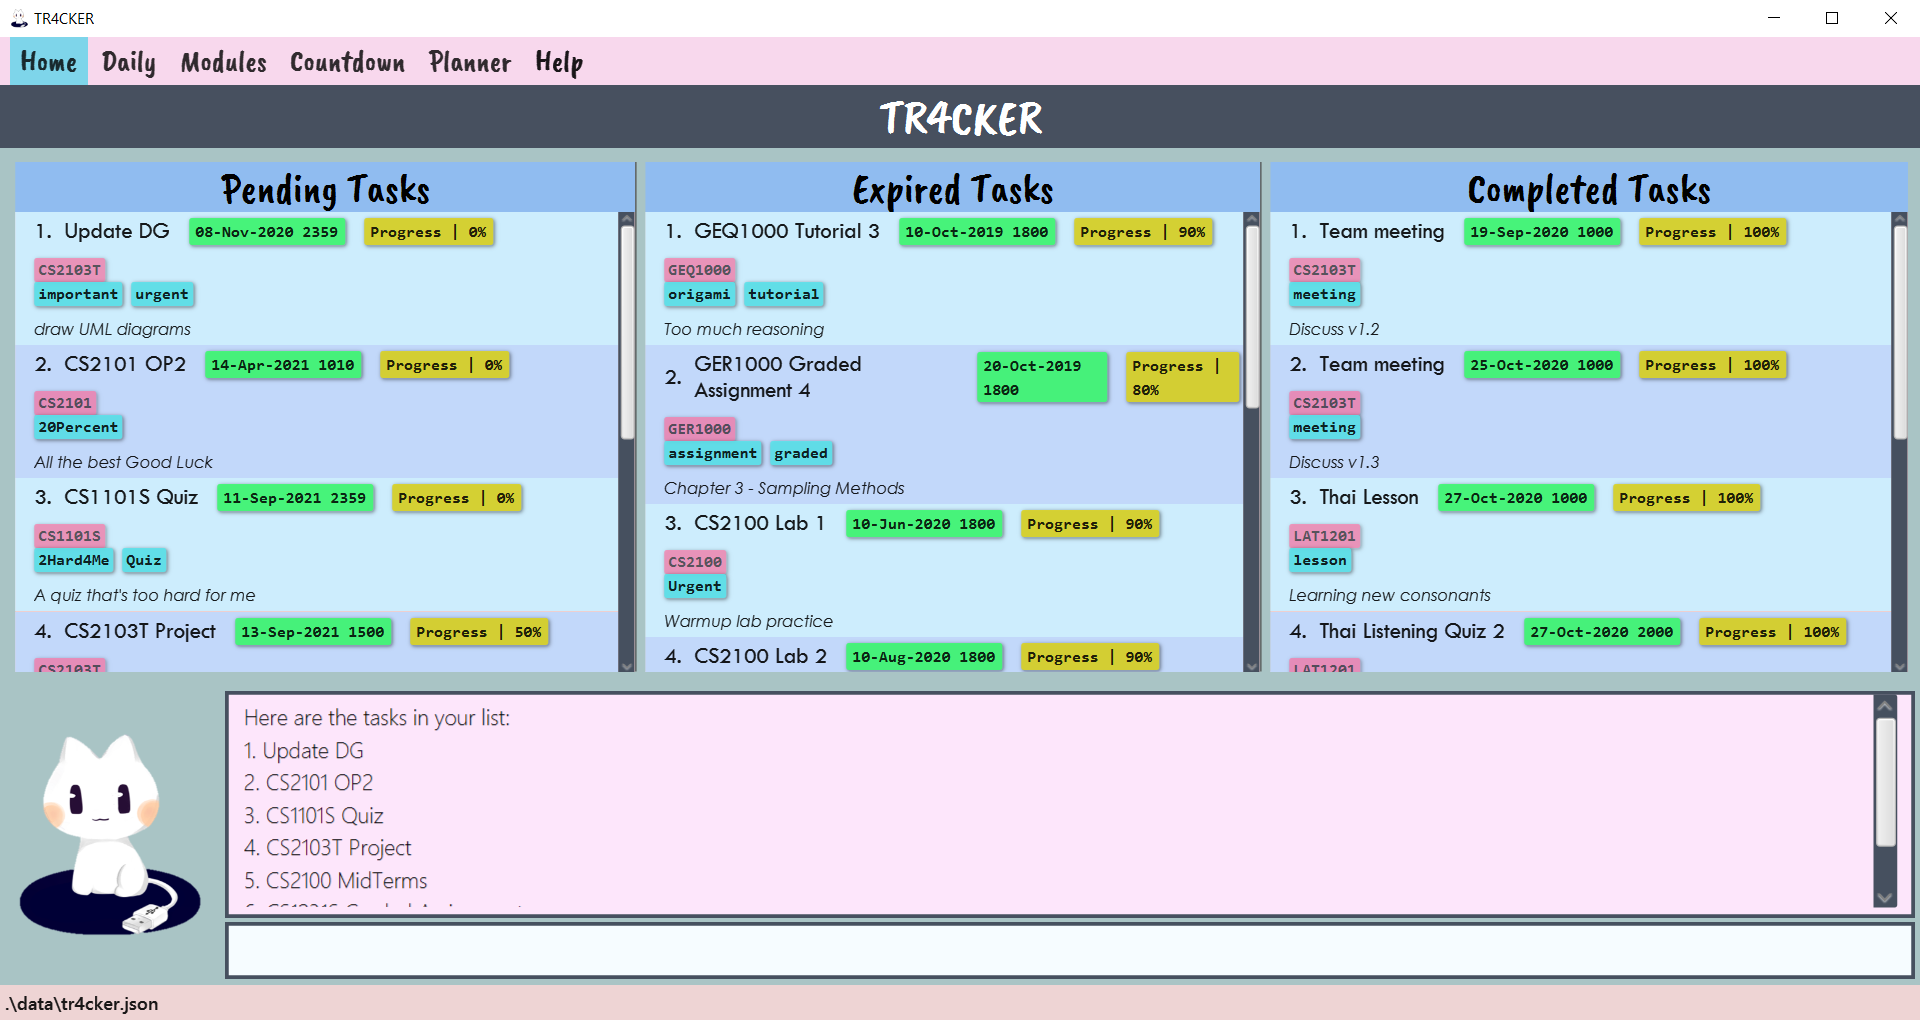 TR4CKER
Home Daily Modules Countdown Planner Help
TR4CKER
Pending Tasks
1. Update DG 08-Nov-2020 2359 Progress | 0%
CS2103T
important urgent
draw UML diagrams
2. CS2101 OP2 14-Apr-2021 1010 Progress | 0%
CS2101
20Percent
All the best Good Luck
3. CS1101S Quiz 11-Sep-2021 2359 Progress | 0%
CS1101S
2Hard4Me Quiz
A quiz that's too hard for me
4. CS2103T Project 13-Sep-2021 1500 Progress | 50%
CS2103T
Expired Tasks
1. GEQ1000 Tutorial 3 10-Oct-2019 1800 Progress | 90%
GEQ1000
origami tutorial
Too much reasoning
2. GER1000 Graded Assignment 4 20-Oct-2019 1800 Progress | 80%
GER1000
assignment graded
Chapter 3 - Sampling Methods
3. CS2100 Lab 1 10-Jun-2020 1800 Progress | 90%
CS2100
Urgent
Warmup lab practice
4. CS2100 Lab 2 10-Aug-2020 1800 Progress | 90%
Completed Tasks
1. Team meeting 19-Sep-2020 1000 Progress | 100%
CS2103T
meeting
Discuss v1.2
2. Team meeting 25-Oct-2020 1000 Progress | 100%
CS2103T
meeting
Discuss v1.3
3. Thai Lesson 27-Oct-2020 1000 Progress | 100%
LAT1201
lesson
Learning new consonants
4. Thai Listening Quiz 2 27-Oct-2020 2000 Progress | 100%
LAT1201
Here are the tasks in your list:
1. Update DG
2. CS2101 OP2
3. CS1101S Quiz
4. CS2103T Project
5. CS2100 MidTerms
.\data\tr4cker.json